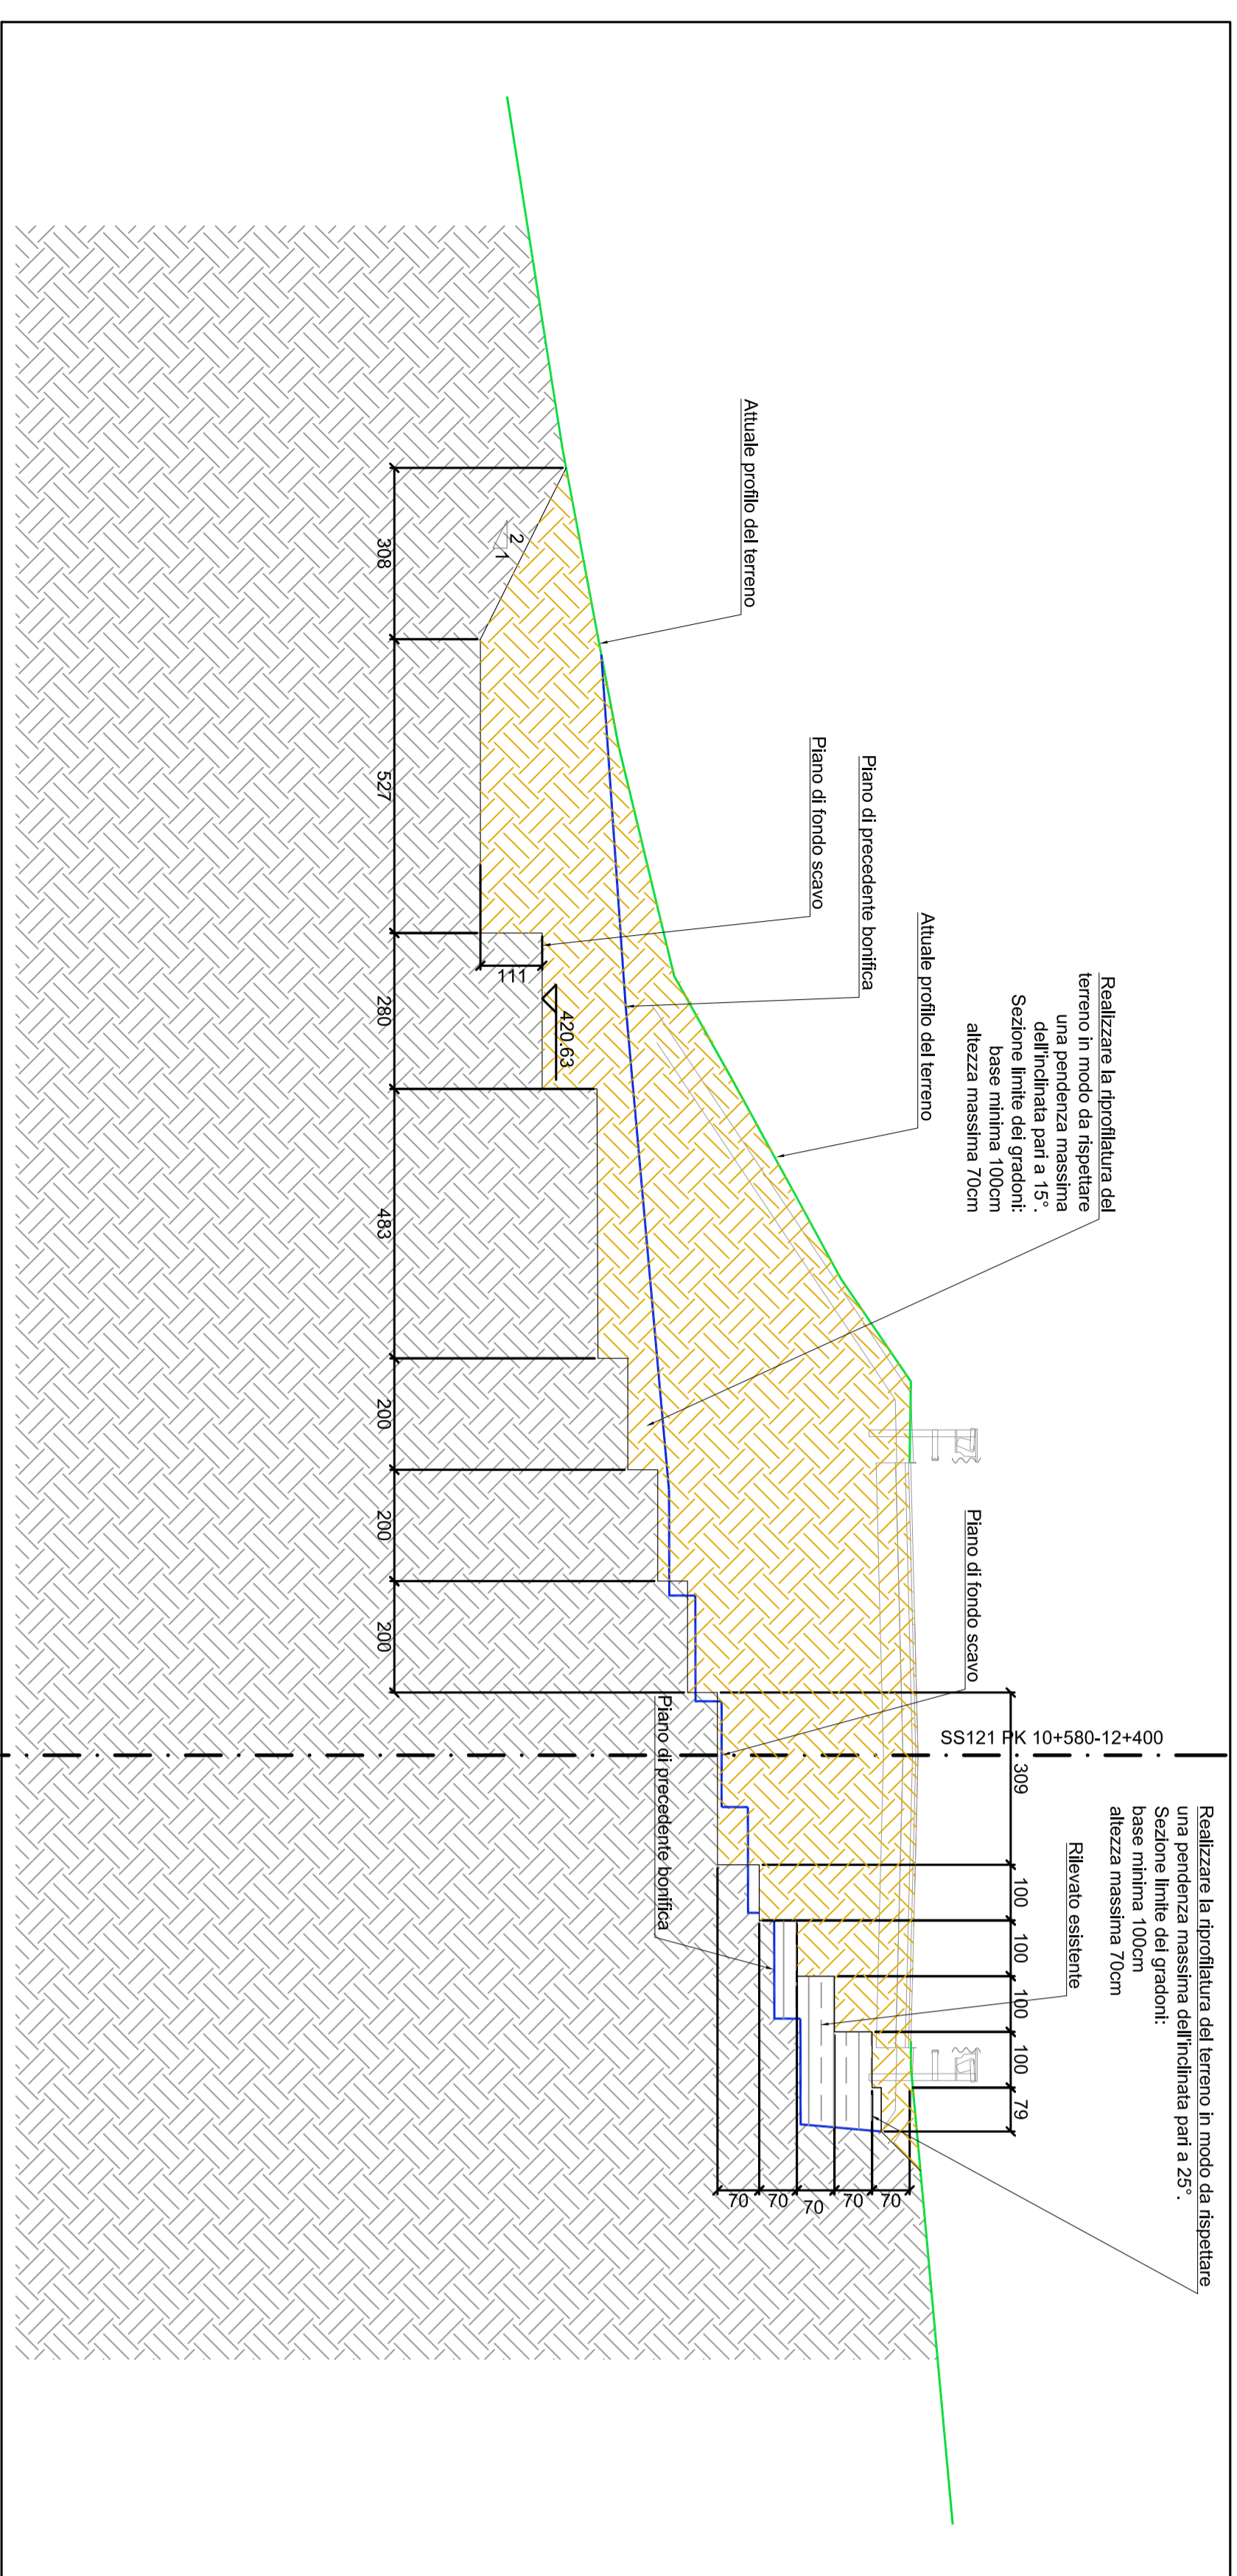 Realizzare la riprofilatura del terreno in modo da rispettare
una pendenza massima dell'inclinata pari a 25°.
Sezione limite dei gradoni:
base minima 100cm
altezza massima 70cm
Realizzare la riprofilatura del
terreno in modo da rispettare
una pendenza massima
dell'inclinata pari a 15°.
Sezione limite dei gradoni:
base minima 100cm
altezza massima 70cm
Rilevato esistente
SS121 PK 10+580-12+400
309
100
100
100
100
79
Piano di fondo scavo
Attuale profilo del terreno
Piano di precedente bonifica
Piano di fondo scavo
Attuale profilo del terreno
70
70
70
70
70
Piano di precedente bonifica
420.63
111
2
1
308
527
280
483
200
200
200